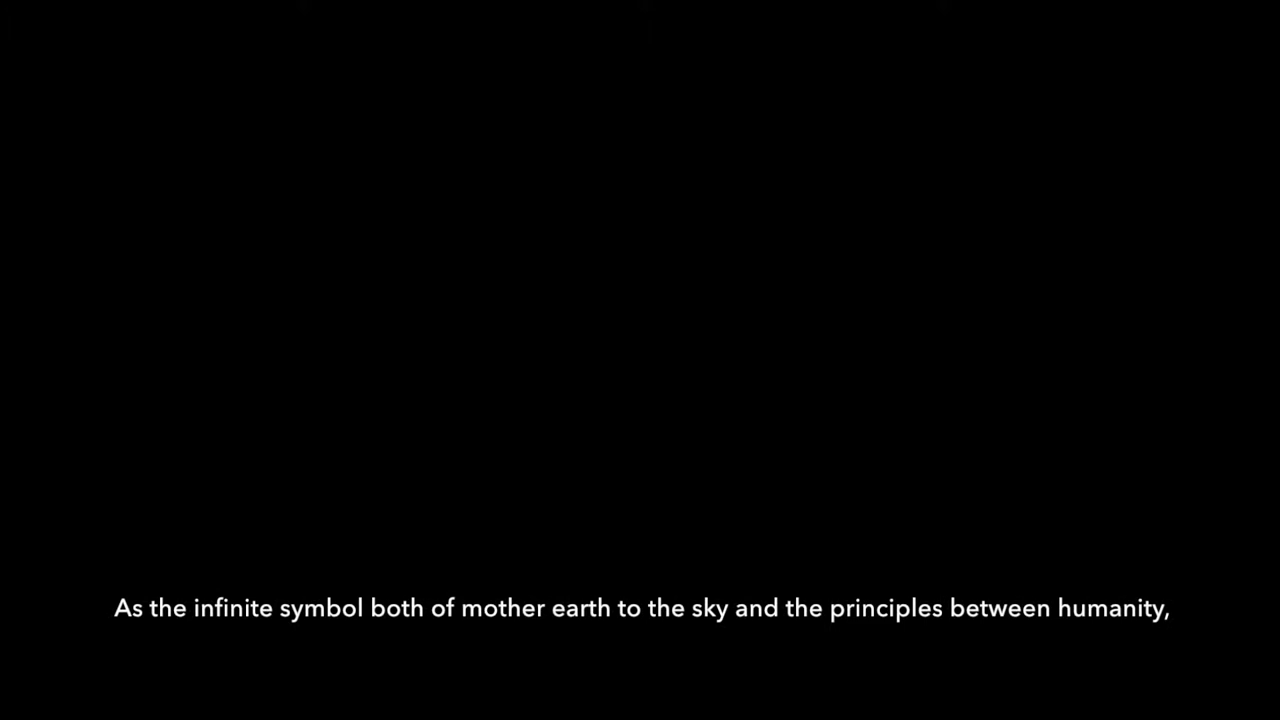 As the infinite symbol both of mother earth to the sky and the principles between humanity,